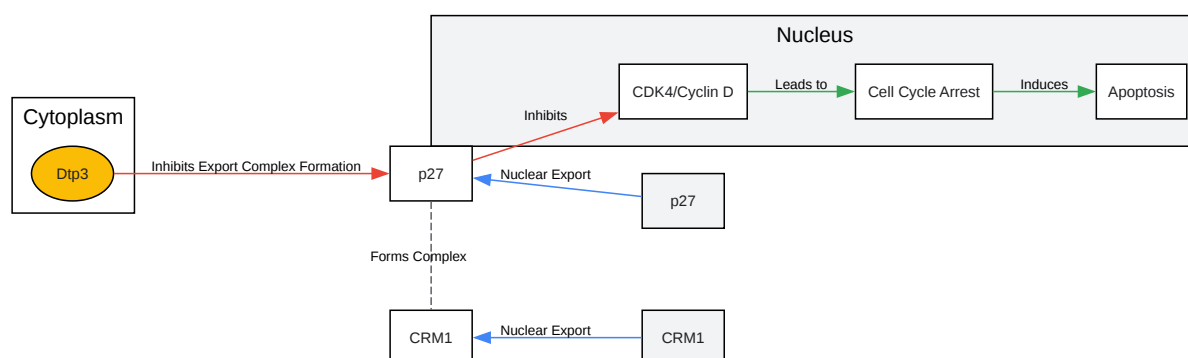 Nucleus
CDK4/Cyclin D
Leads to
Cell Cycle Arrest
Induces
Apoptosis
Cytoplasm
Inhibits
Dtp3
Inhibits Export Complex Formation
p27
Nuclear Export
p27
Forms Complex
CRM1
Nuclear Export
CRM1